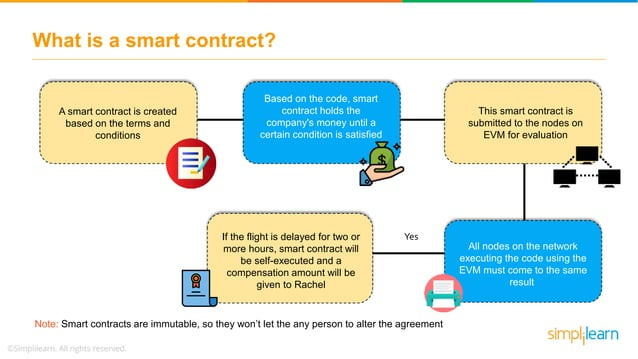 What is a smart contract?
A smart contract is created
based on the terms and
conditions
Based on the code, smart
contract holds the
company's money until a
certain condition is satisfied
This smart contract is
submitted to the nodes on
EVM for evaluation
If the flight is delayed for two or
more hours, smart contract will
be self-executed and a
compensation amount will be
given to Rachel
Yes
All nodes on the network
executing the code using the
EVM must come to the same
result
Note: Smart contracts are immutable, so they won’t let the any person to alter the agreement
©Simplilearn. All rights reserved.
simplilearn